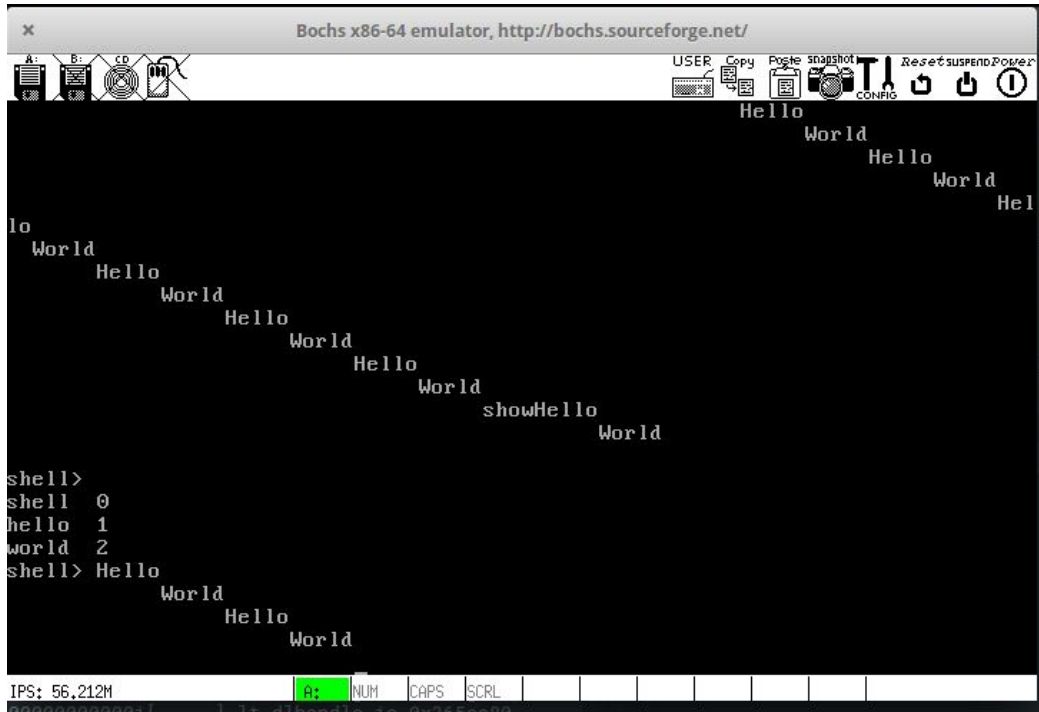 Bochs x86-64 emulator, http://bochs.sourceforge.net/
A: B: CD USER Copy Paste snapshot CONFIG Reset SUSPEND Power
Hello
World
Hello
World
Hel
lo
World
Hello
World
Hello
World
Hello
World
showHello
World
shell>
shell 0
hello 1
world 2
shell> Hello
World
Hello
World
IPS: 56,212M A: NUM CAPS SCRL